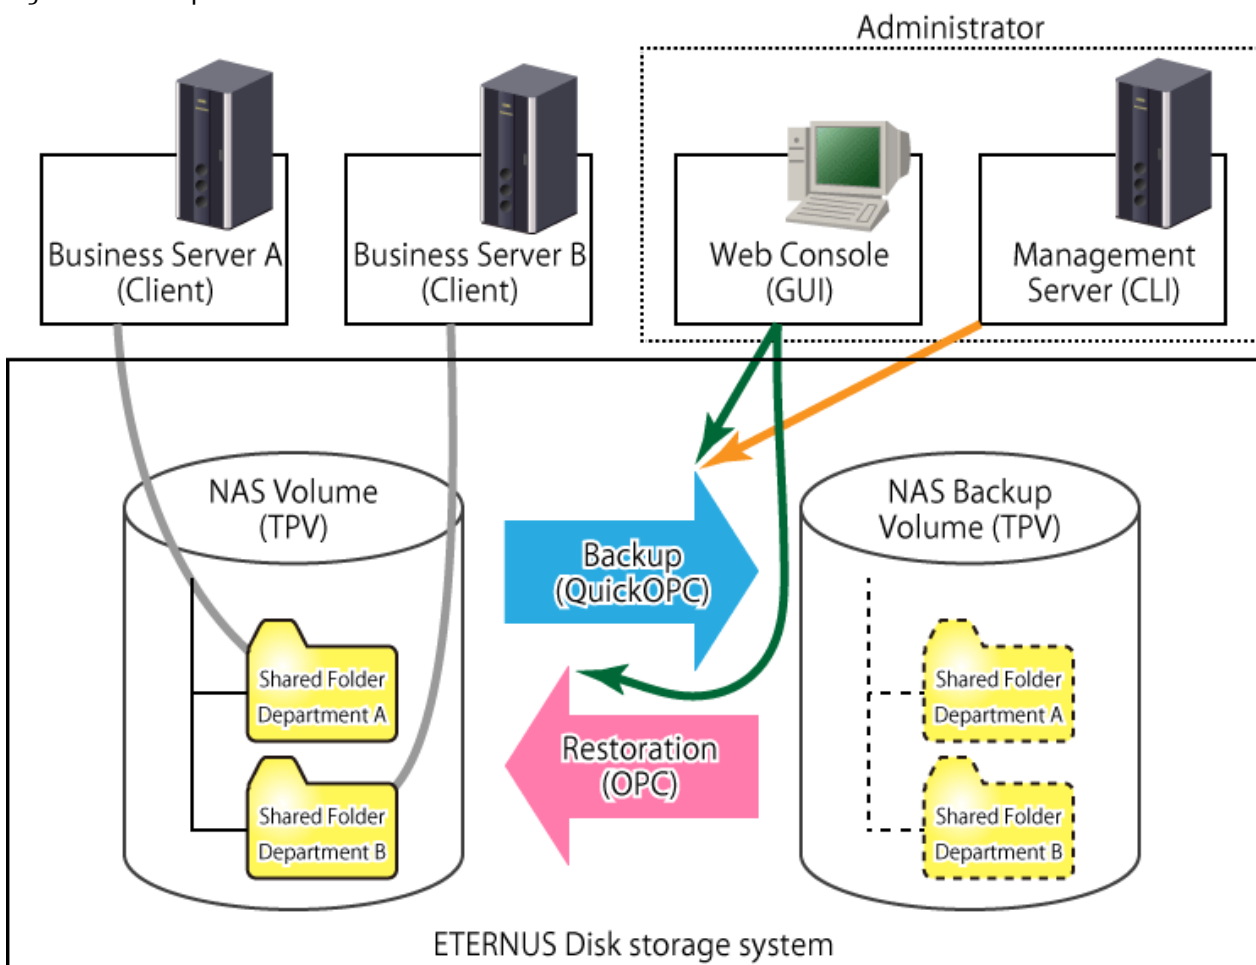 Administrator
Business Server A
(Client)
Business Server B
(Client)
Web Console
(GUI)
Management
Server (CLI)
NAS Volume
(TPV)
NAS Backup
Volume (TPV)
Backup
(QuickOPC)
Shared Folder
Department A
Shared Folder
Department A
Restoration
(OPC)
Shared Folder
Department B
Shared Folder
Department B
ETERNUS Disk storage system